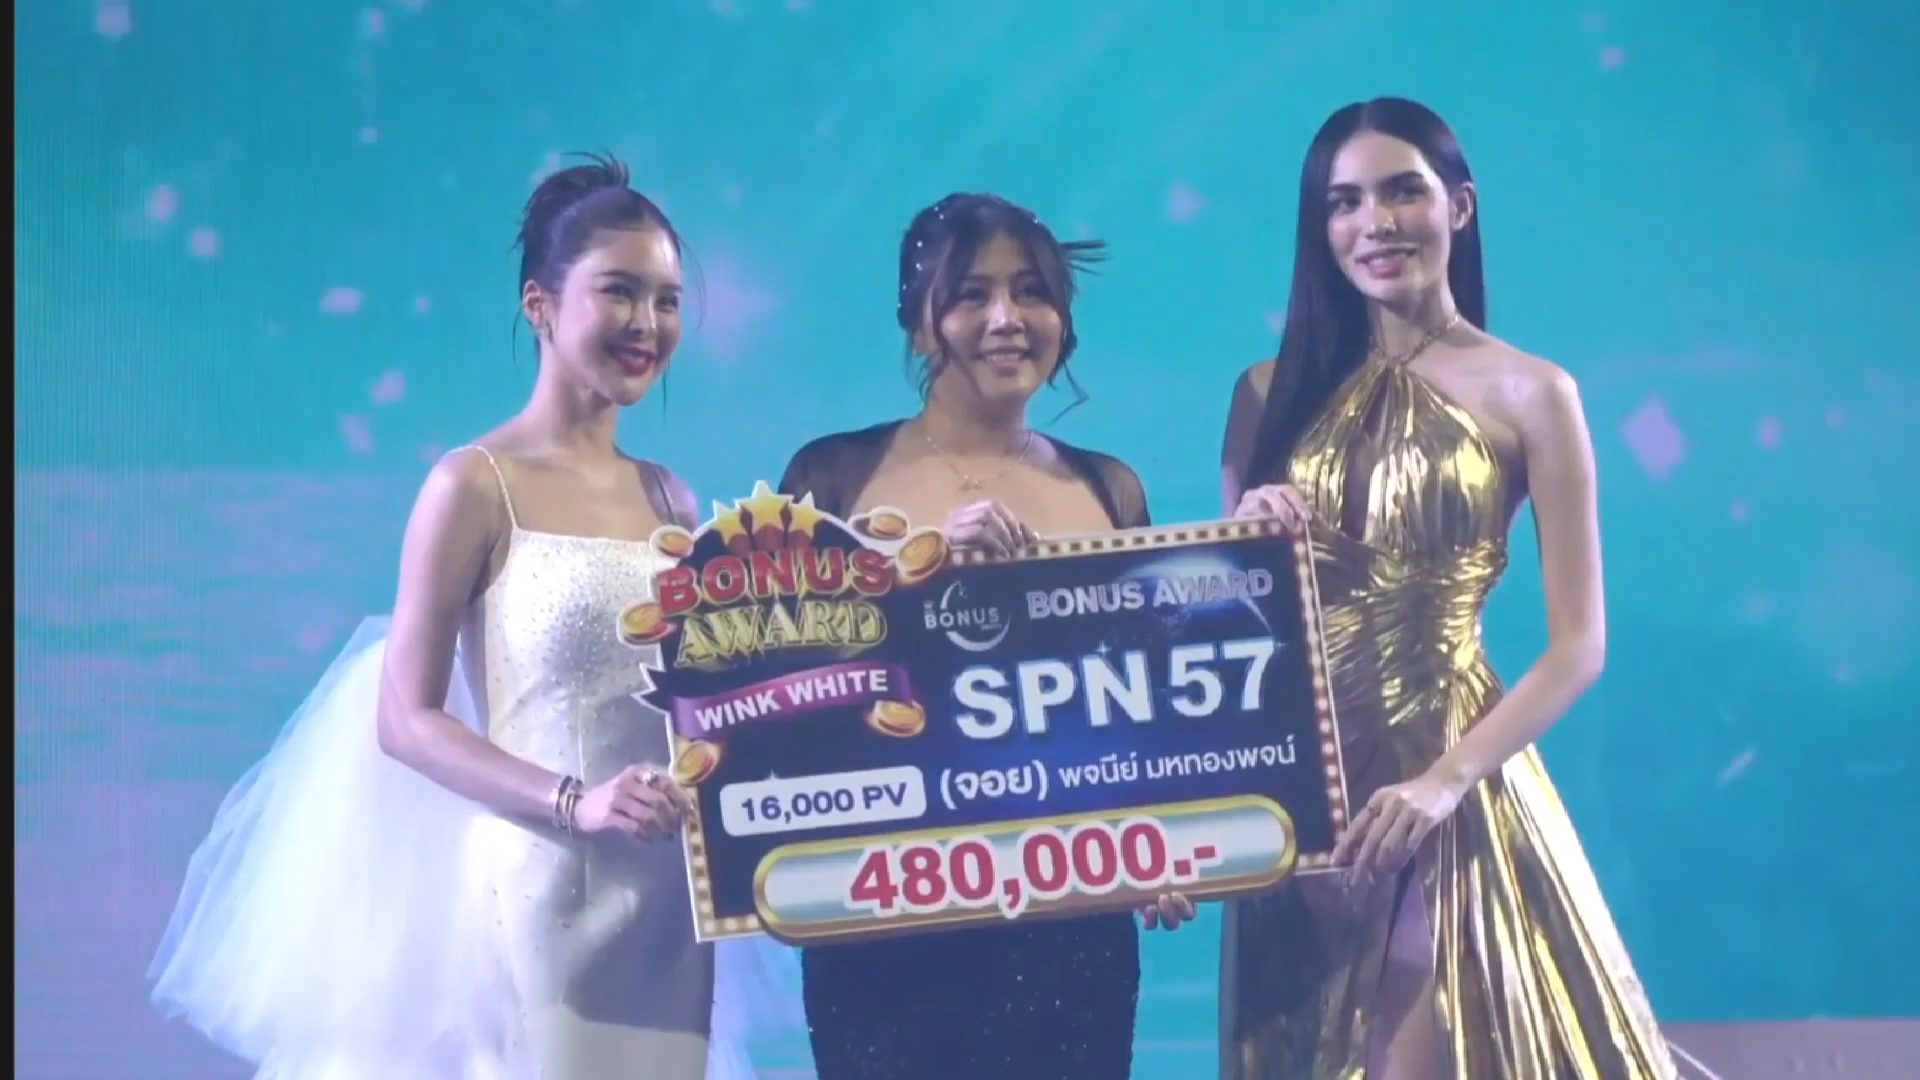 BONUS
AWARD
WINK WHITE
BONUS
BONUS AWARD
SPN 57
16,000 PV
(จอย) พจนีย์ มหทองพจน์
480,000.-